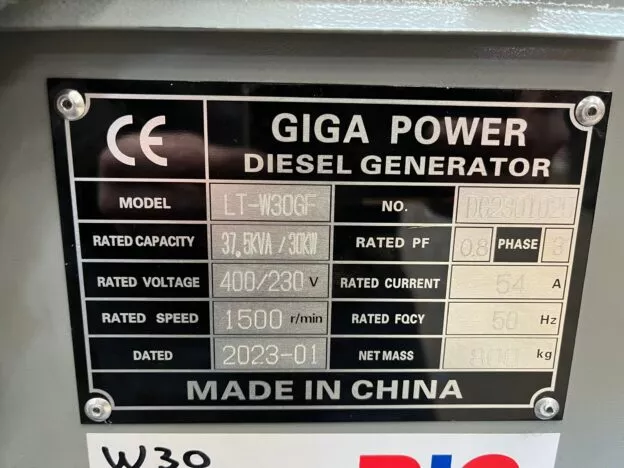 CE
GIGA POWER
DIESEL GENERATOR
MODEL LT-W30GF NO.
RATED CAPACITY 37.5KVA/30KW RATED PF 0.8 PHASE 3
RATED VOLTAGE 400/230 V RATED CURRENT 54 A
RATED SPEED 1500 r/min RATED FQCY 50 Hz
DATED 2023-01 NET MASS 800 kg
MADE IN CHINA
W30